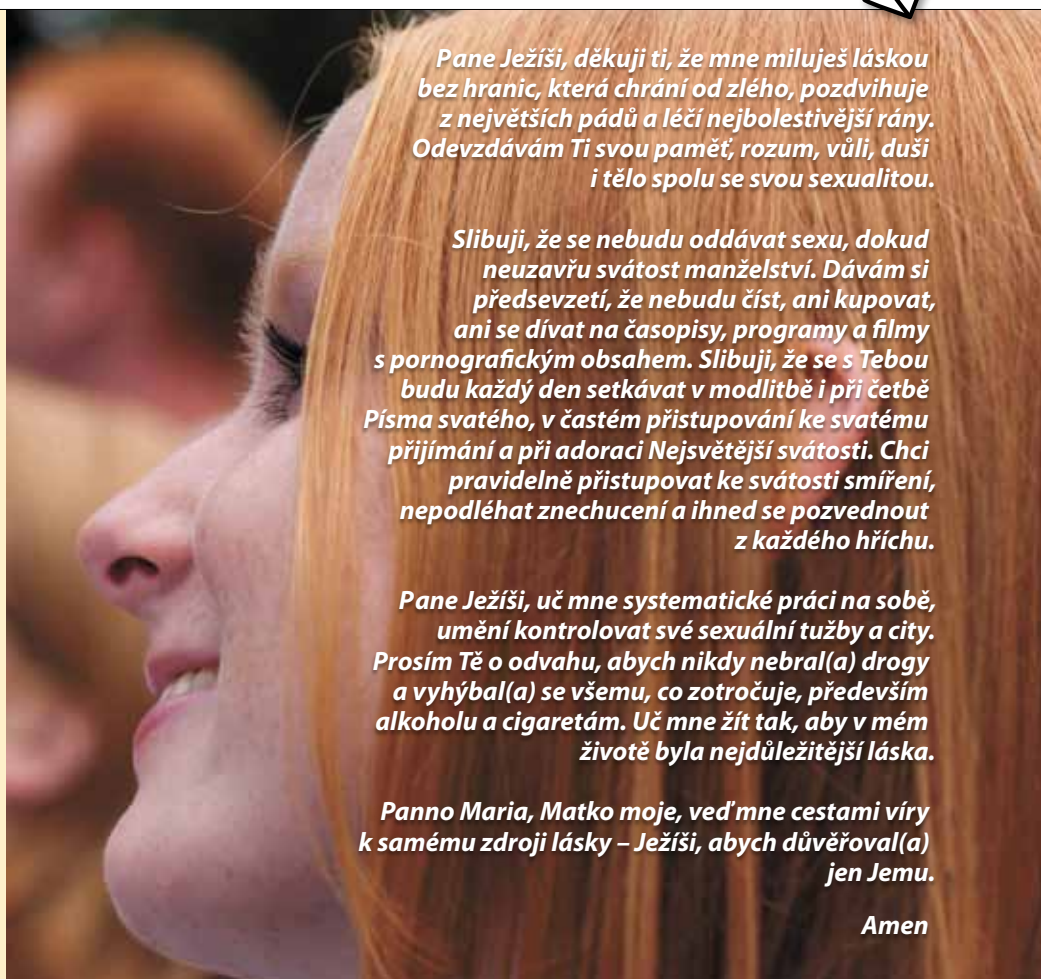 Pane Ježíši, děkuji ti, že mne miluješ láskou
bez hranic, která chrání od zlého, pozdvihuje
z největších pádů a léčí nejbolestivější rány.
Odevzdávám Ti svou paměť, rozum, vůli, duši
i tělo spolu se svou sexualitou.

Slibuji, že se nebudu oddávat sexu, dokud
neuzavřu svátost manželství. Dávám si
předsevzetí, že nebudu číst, ani kupovat,
ani se dívat na časopisy, programy a filmy
s pornografickým obsahem. Slibuji, že se s Tebou
budu každý den setkávat v modlitbě i při četbě
Písma svatého, v častém přistupování ke svatému
přijímání a při adoraci Nejsvětější svátosti. Chci
pravidelně přistupovat ke svátosti smíření,
nepodléhat znechucení a ihned se pozvednout
z každého hříchu.

Pane Ježíši, uč mne systematické práci na sobě,
umění kontrolovat své sexuální tužby a city.
Prosím Tě o odvahu, abych nikdy nebral(a) drogy
a vyhýbal(a) se všemu, co zotročuje, především
alkoholu a cigaretám. Uč mne žít tak, aby v mém
životě byla nejdůležitější láska.

Panno Maria, Matko moje, veď mne cestami víry
k samému zdroji lásky – Ježíši, abych důvěřoval(a)
jen Jemu.

Amen